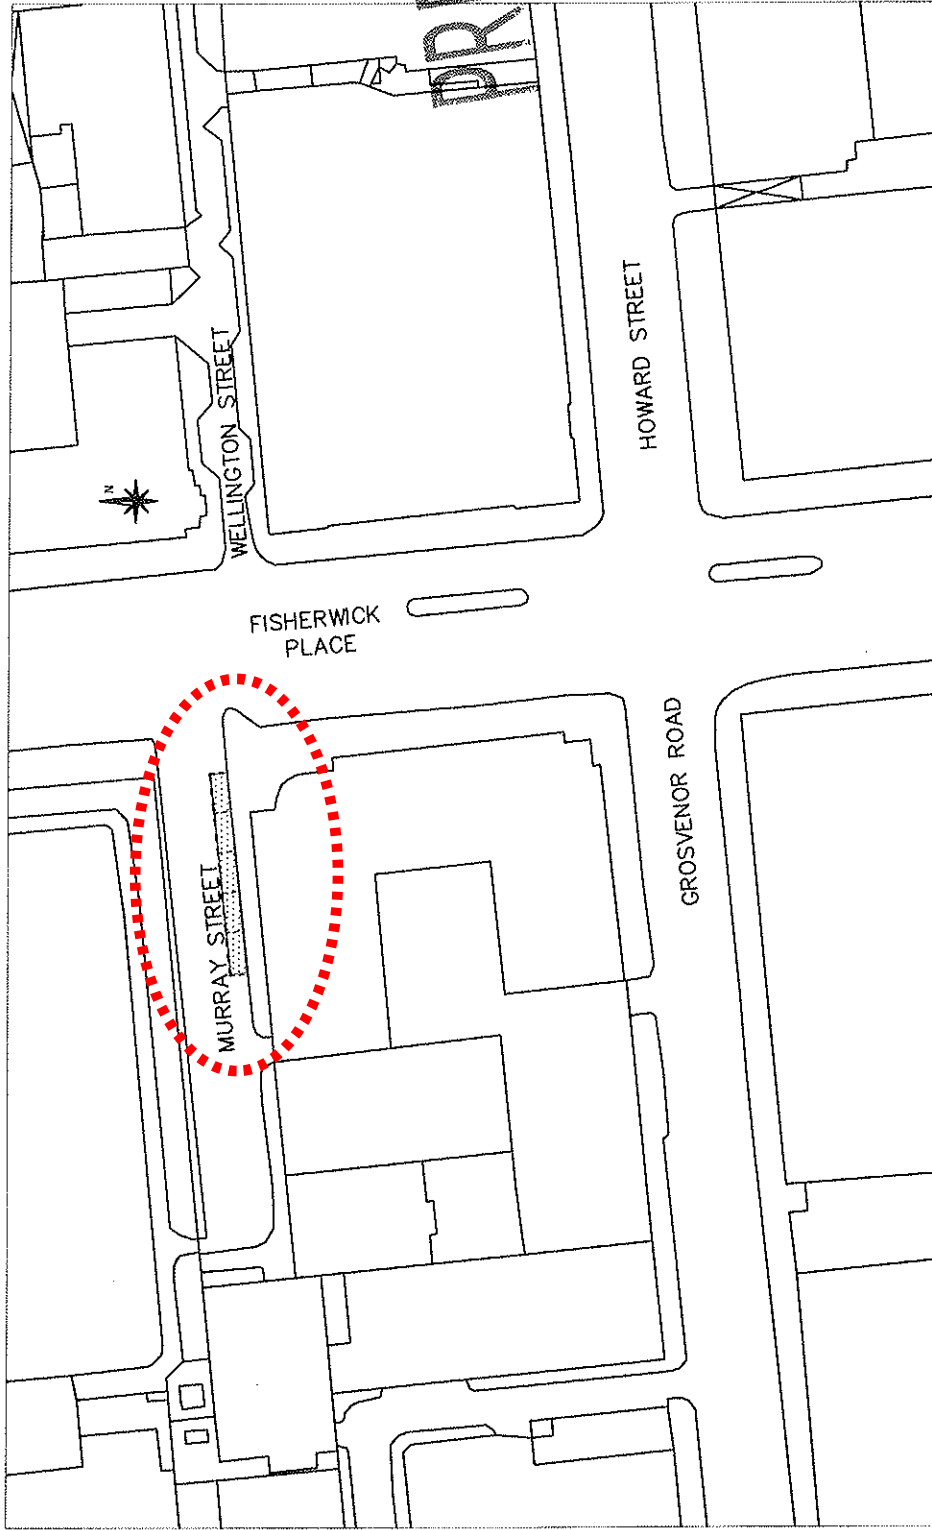 N
WELLINGTON STREET
HOWARD STREET
FISHERWICK
PLACE
MURRAY STREET
GROSVENOR ROAD